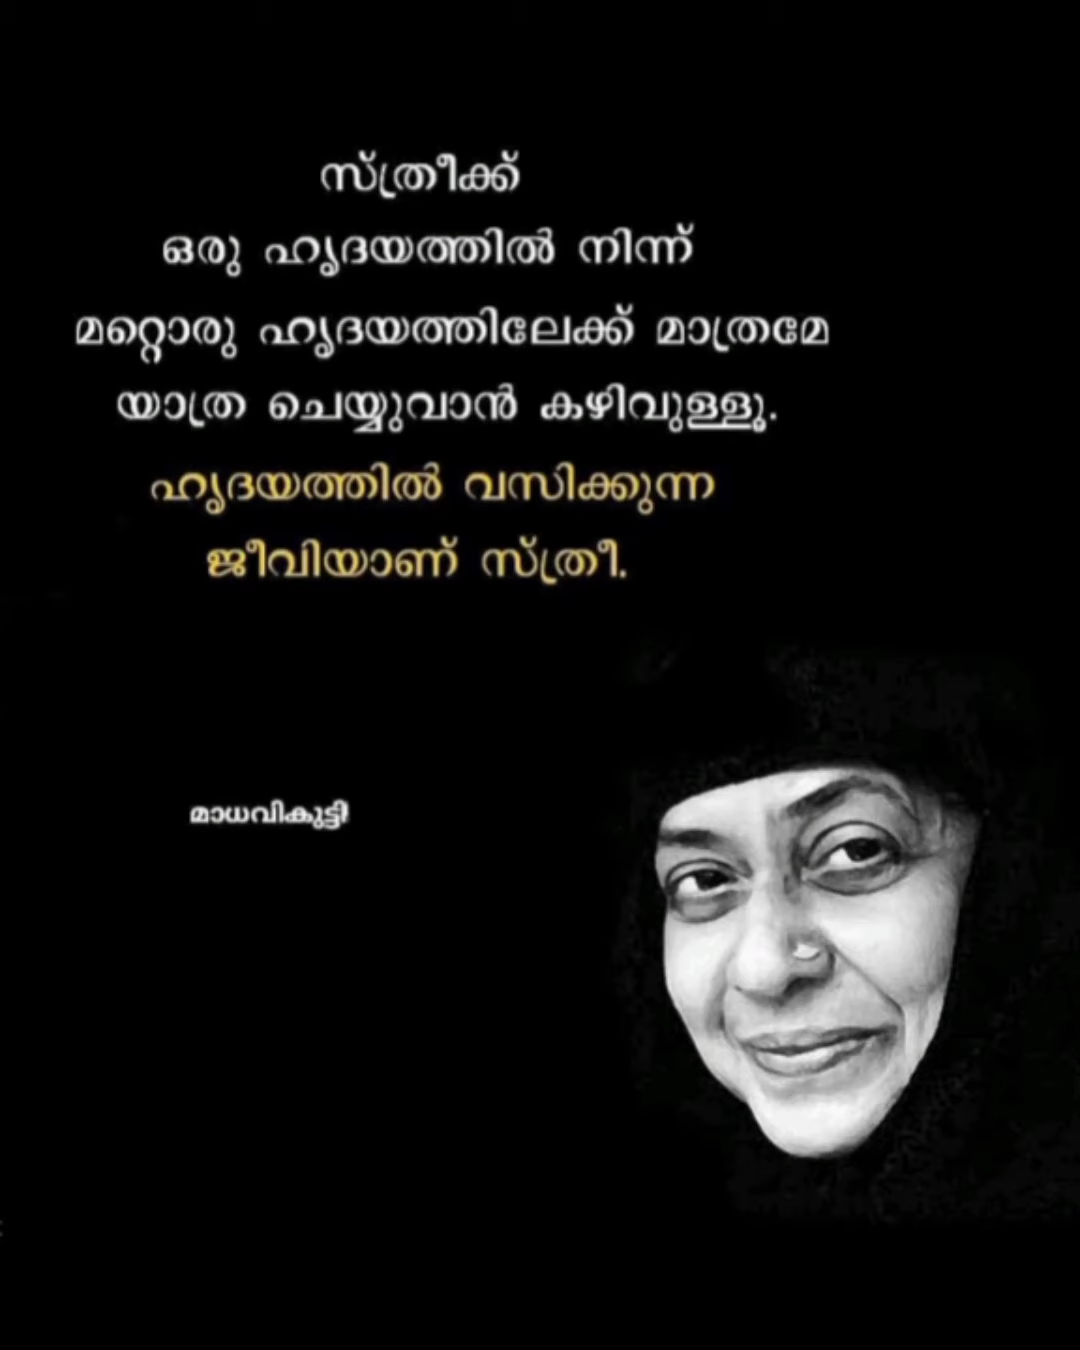 സ്ത്രീക്ക്
ഒരു ഹൃദയത്തിൽ നിന്ന്
മറ്റൊരു ഹൃദയത്തിലേക്ക് മാത്രമേ
യാത്ര ചെയ്യുവാൻ കഴിവുള്ളൂ.
ഹൃദയത്തിൽ വസിക്കുന്ന
ജീവിയാണ് സ്ത്രീ.
മാധവികുട്ടി